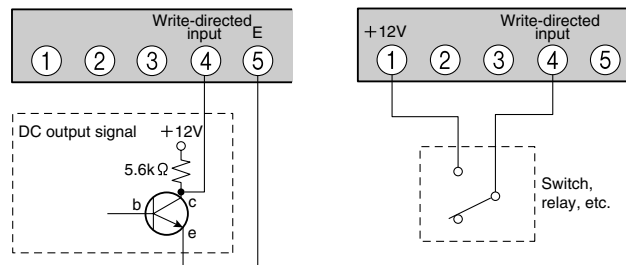 Write-directed
input E
1 2 3 4 5
DC output signal +12V
5.6kΩ
b c
e
+12V Write-directed
input
1 2 3 4 5
Switch,
relay, etc.